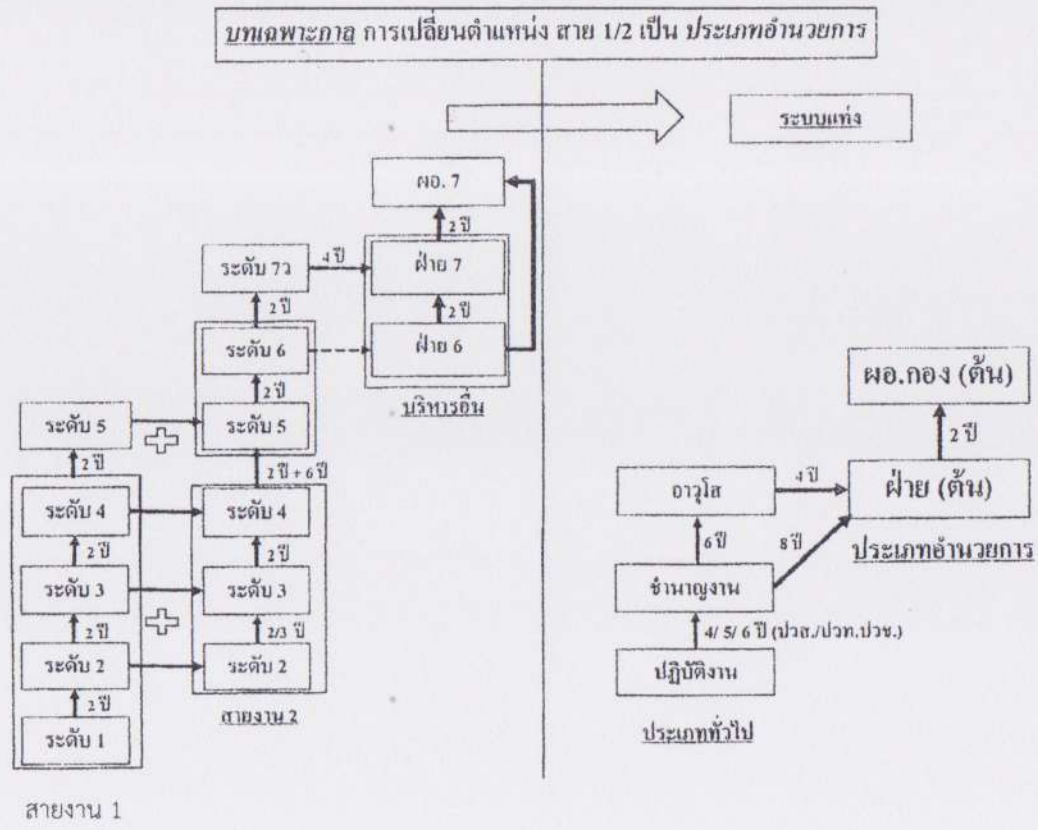 บทเฉพาะกาล การเปลี่ยนตำแหน่ง สาย 1/2 เป็น ประเภทอำนวยการ
ระบบแท่ง
ผอ. 7
2 ปี
ระดับ 7ว
4 ปี
ฝ่าย 7
2 ปี
2 ปี
ระดับ 6
ฝ่าย 6
2 ปี
บริหารอื่น
ระดับ 5
ระดับ 5
2 ปี
2 ปี + 6 ปี
ระดับ 4
ระดับ 4
2 ปี
2 ปี
ระดับ 3
ระดับ 3
2 ปี
2/3 ปี
ระดับ 2
ระดับ 2
2 ปี
สายงาน 2
ระดับ 1
สายงาน 1
ผอ.กอง (ต้น)
2 ปี
อาวุโส
4 ปี
ฝ่าย (ต้น)
6 ปี
8 ปี
ประเภทอำนวยการ
ชำนาญงาน
4/ 5/ 6 ปี (ปวส./ปวท.ปวช.)
ปฏิบัติงาน
ประเภททั่วไป